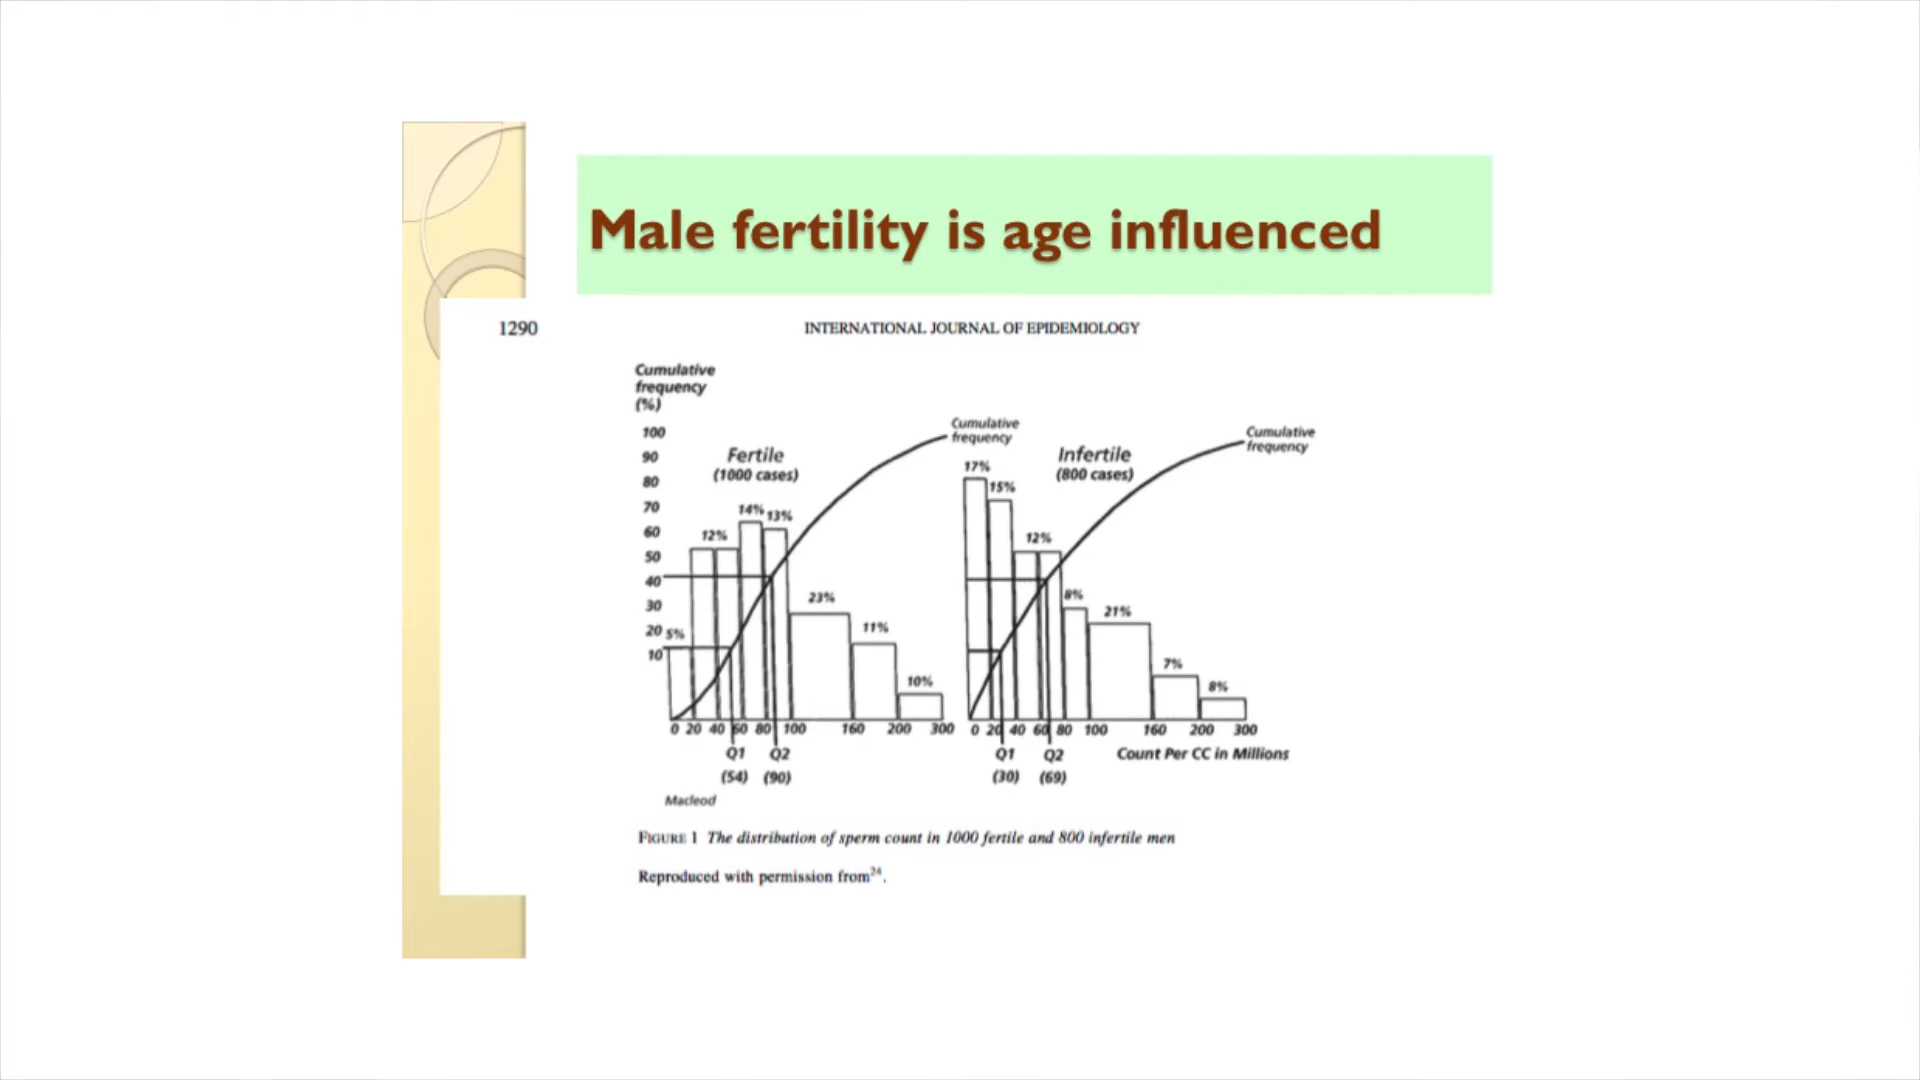 Male fertility is age influenced
1290
INTERNATIONAL JOURNAL OF EPIDEMIOLOGY
Cumulative
frequency
(%)
100
90
80
70
60
50
40
30
20
10
Fertile
(1000 cases)
Cumulative
frequency
5%
12%
14%
13%
23%
11%
10%
0 20 40 60 80 100 160 200 300
Q1 Q2
(54) (90)
Macleod
Infertile
(800 cases)
Cumulative
frequency
17%
15%
12%
8%
21%
7%
8%
0 20 40 60 80 100 160 200 300
Q1 Q2 Count Per CC in Millions
(30) (69)
FIGURE 1 The distribution of sperm count in 1000 fertile and 800 infertile men
Reproduced with permission from24.